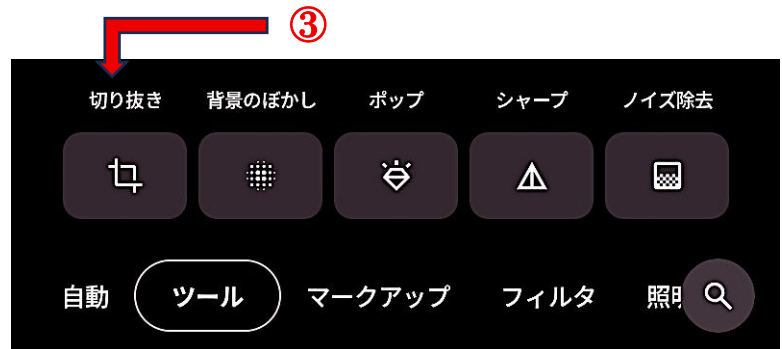 ③
切り抜き 背景のぼかし ポップ シャープ ノイズ除去
自動 ツール マークアップ フィルタ 照